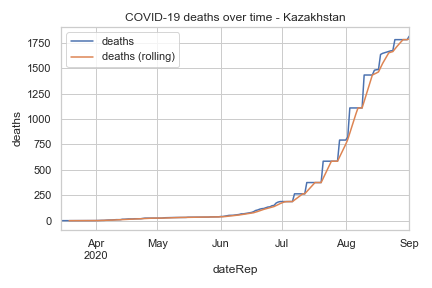 COVID-19 deaths over time - Kazakhstan
deaths
deaths (rolling)
1750
1500
1250
1000
750
500
250
0
deaths
Apr
2020
May
Jun
Jul
Aug
Sep
dateRep